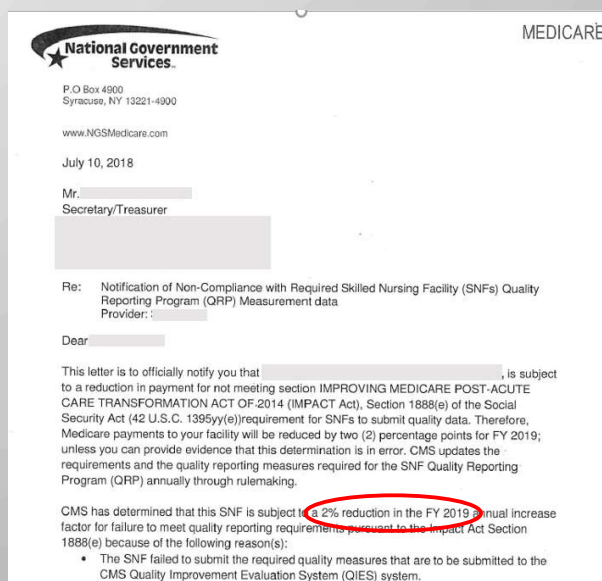 MEDICARE
National Government
Services
P.O Box 4900
Syracuse, NY 13221-4900
www.NGSMedicare.com
July 10, 2018
Mr.
Secretary/Treasurer
Re: Notification of Non-Compliance with Required Skilled Nursing Facility (SNFs) Quality
Reporting Program (QRP) Measurement data
Provider: :
Dear
This letter is to officially notify you that , is subject
to a reduction in payment for not meeting section IMPROVING MEDICARE POST-ACUTE
CARE TRANSFORMATION ACT OF 2014 (IMPACT Act), Section 1888(e) of the Social
Security Act (42 U.S.C. 1395yy(e))requirement for SNFs to submit quality data. Therefore,
Medicare payments to your facility will be reduced by two (2) percentage points for FY 2019;
unless you can provide evidence that this determination is in error. CMS updates the
requirements and the quality reporting measures required for the SNF Quality Reporting
Program (QRP) annually through rulemaking.
CMS has determined that this SNF is subject to a 2% reduction in the FY 2019 annual increase
factor for failure to meet quality reporting requirements pursuant to the Impact Act Section
1888(e) because of the following reason(s):
• The SNF failed to submit the required quality measures that are to be submitted to the
CMS Quality Improvement Evaluation System (QIES) system.